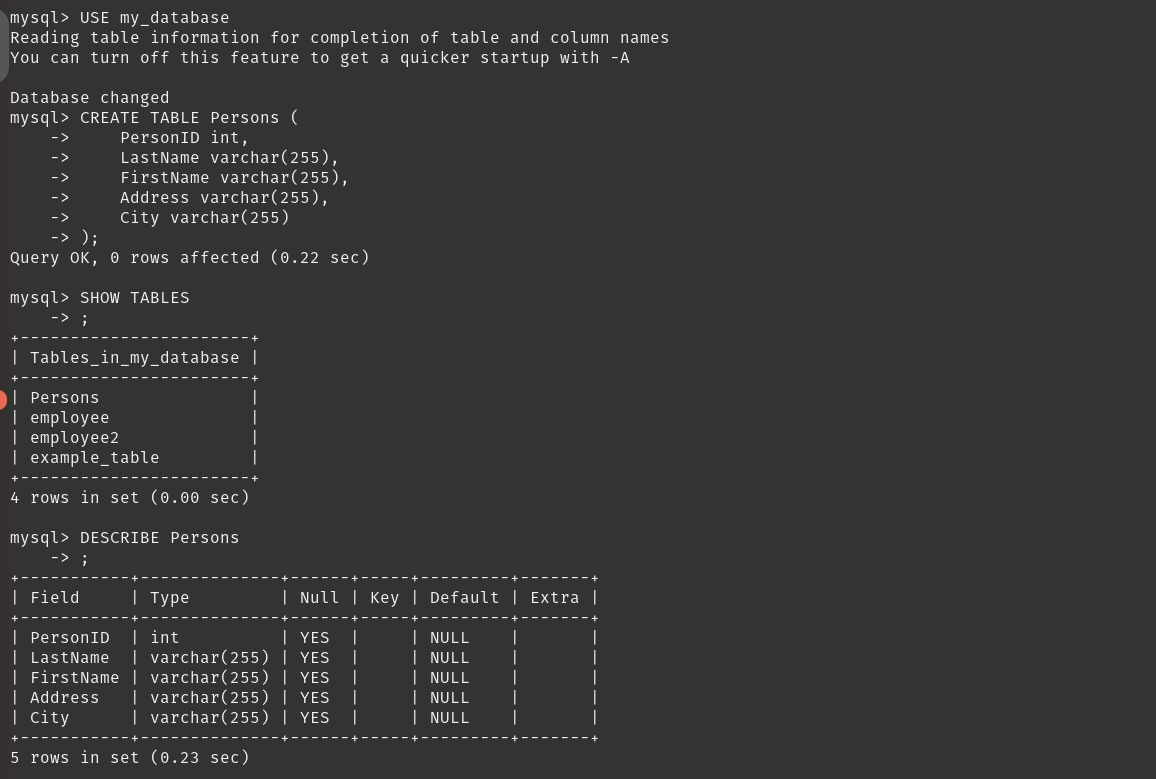 mysql> USE my_database
Reading table information for completion of table and column names
You can turn off this feature to get a quicker startup with -A

Database changed
mysql> CREATE TABLE Persons (
    ->     PersonID int,
    ->     LastName varchar(255),
    ->     FirstName varchar(255),
    ->     Address varchar(255),
    ->     City varchar(255)
    -> );
Query OK, 0 rows affected (0.22 sec)

mysql> SHOW TABLES
    -> ;
+-----------------------+
| Tables_in_my_database |
+-----------------------+
| Persons               |
| employee              |
| employee2             |
| example_table         |
+-----------------------+
4 rows in set (0.00 sec)

mysql> DESCRIBE Persons
    -> ;
+-----------+--------------+------+-----+---------+-------+
| Field     | Type         | Null | Key | Default | Extra |
+-----------+--------------+------+-----+---------+-------+
| PersonID  | int          | YES  |     | NULL    |       |
| LastName  | varchar(255) | YES  |     | NULL    |       |
| FirstName | varchar(255) | YES  |     | NULL    |       |
| Address   | varchar(255) | YES  |     | NULL    |       |
| City      | varchar(255) | YES  |     | NULL    |       |
+-----------+--------------+------+-----+---------+-------+
5 rows in set (0.23 sec)